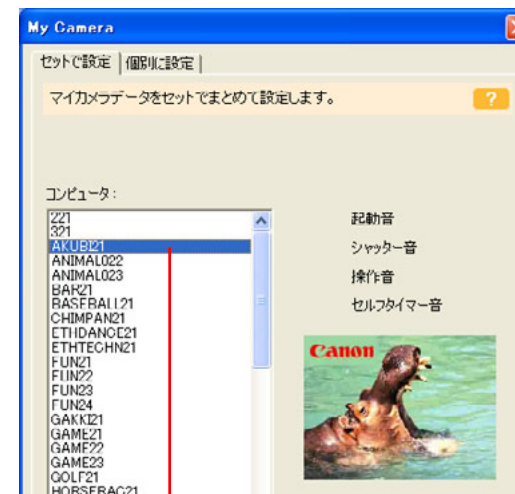 My Camera
セットで設定 個別に設定
マイカメラデータをセットでまとめて設定します。 ?
コンピュータ:
221
321
AKUBI21
ANIMAL022
ANIMAL023
BAR21
BASEBALL21
CHIMPAN21
ETHDANCE21
ETHTECHN21
FUN21
FUN22
FUN23
FUN24
GAKKI21
GAME21
GAME22
GAME23
GOLF21
HORSERAC21
起動音
シャッター音
操作音
セルフタイマー音
Canon